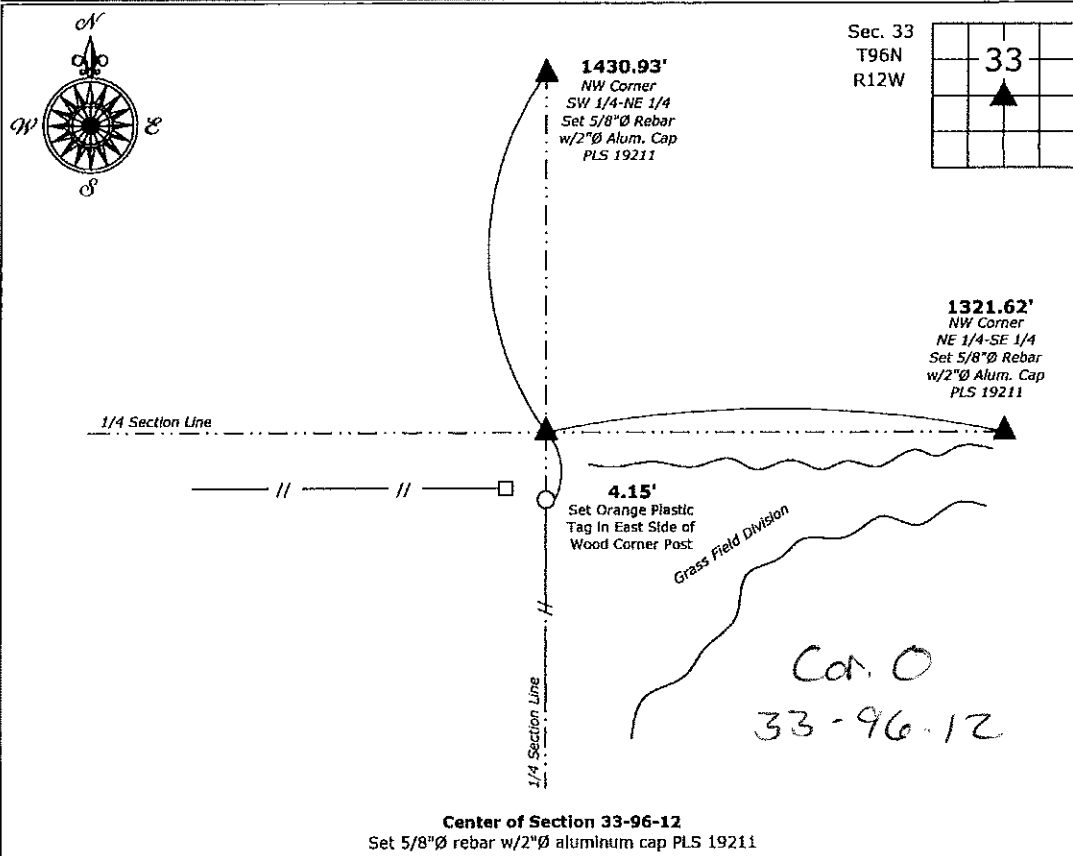 N
W
E
S
1430.93'
NW Corner
SW 1/4-NE 1/4
Set 5/8"Ø Rebar
w/2"Ø Alum. Cap
PLS 19211
Sec. 33
T96N
R12W
33
1321.62'
NW Corner
NE 1/4-SE 1/4
Set 5/8"Ø Rebar
w/2"Ø Alum. Cap
PLS 19211
1/4 Section Line
4.15'
Set Orange Plastic
Tag in East Side of
Wood Corner Post
Grass Field Division
1/4 Section Line
Cor. O
33-96-12
Center of Section 33-96-12
Set 5/8"Ø rebar w/2"Ø aluminum cap PLS 19211